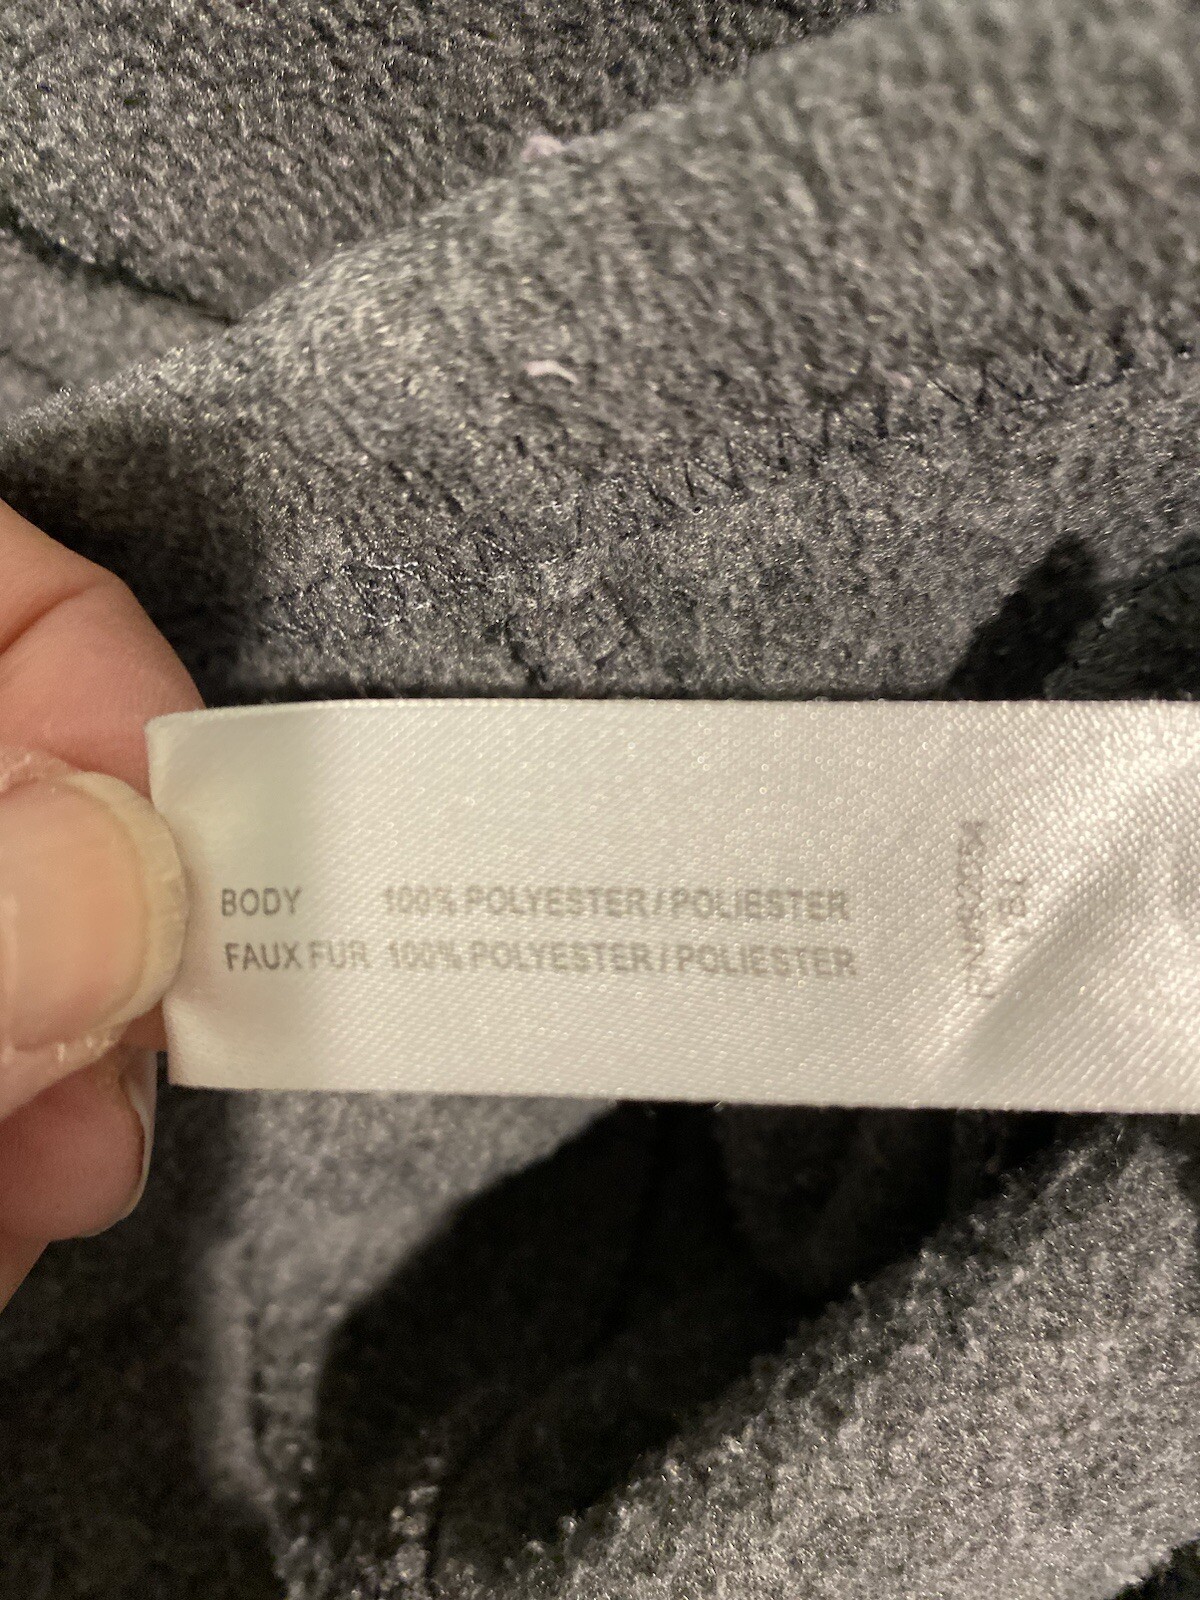 BODY 100% POLYESTER/POLIESTER
FAUX FUR 100% POLYESTER/POLIESTER